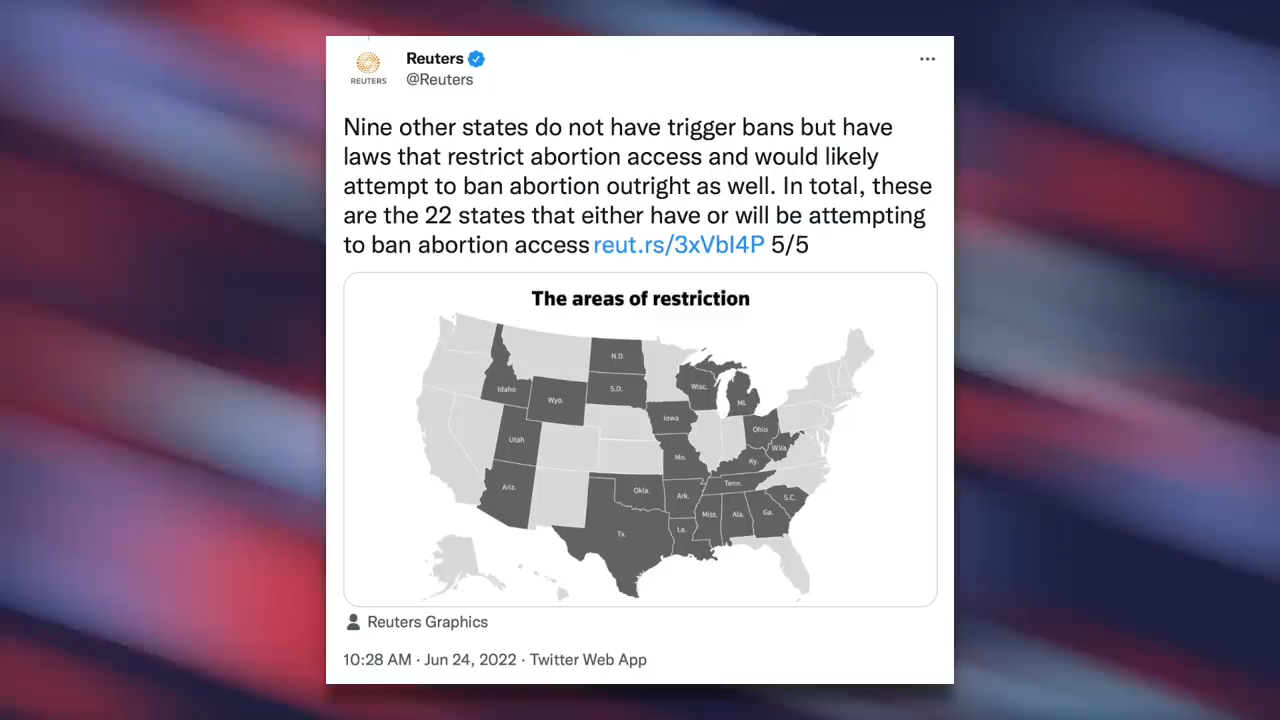 REUTERS
Reuters
@Reuters
Nine other states do not have trigger bans but have
laws that restrict abortion access and would likely
attempt to ban abortion outright as well. In total, these
are the 22 states that either have or will be attempting
to ban abortion access reut.rs/3xVbI4P 5/5
The areas of restriction
N.D.
Idaho
S.D.
Wisc.
Wyo.
MI.
Iowa
Ohio
Utah
W.Va.
Mo.
Ky.
Ariz.
Tenn.
Okla.
Ark.
S.C.
Miss.
Ala.
Ga.
La.
Tx.
Reuters Graphics
10:28 AM · Jun 24, 2022 · Twitter Web App